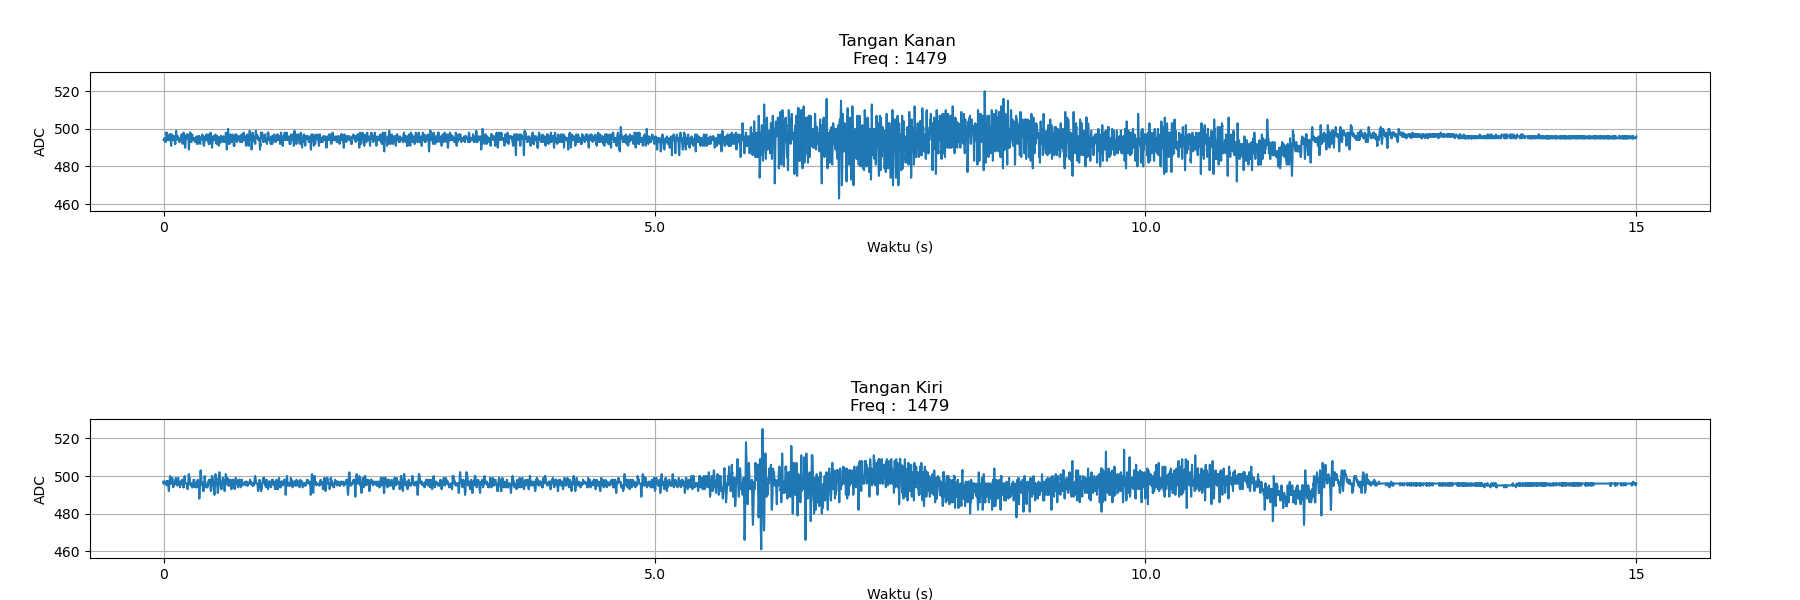 Tangan Kanan
Freq : 1479
ADC
520
500
480
460
0
5.0
10.0
15
Waktu (s)
Tangan Kiri
Freq :  1479
ADC
520
500
480
460
0
5.0
10.0
15
Waktu (s)